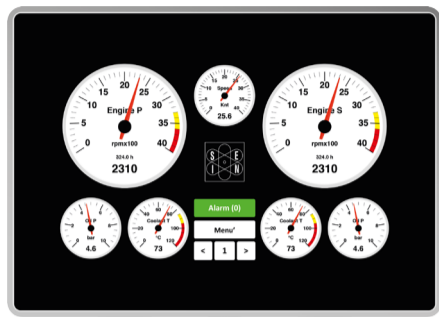 20
25
15
10
5
0
30
35
40
Engine P
rpmx100
324.0 h
2310
Speed
Knt
25.6
20
25
15
10
5
0
30
35
40
Engine S
rpmx100
324.0 h
2310
S E
I N
Oil P
bar
4.6
Coolant T
°C
73
Alarm (0)
Menu'
< 1 >
Coolant T
°C
73
Oil P
bar
4.6